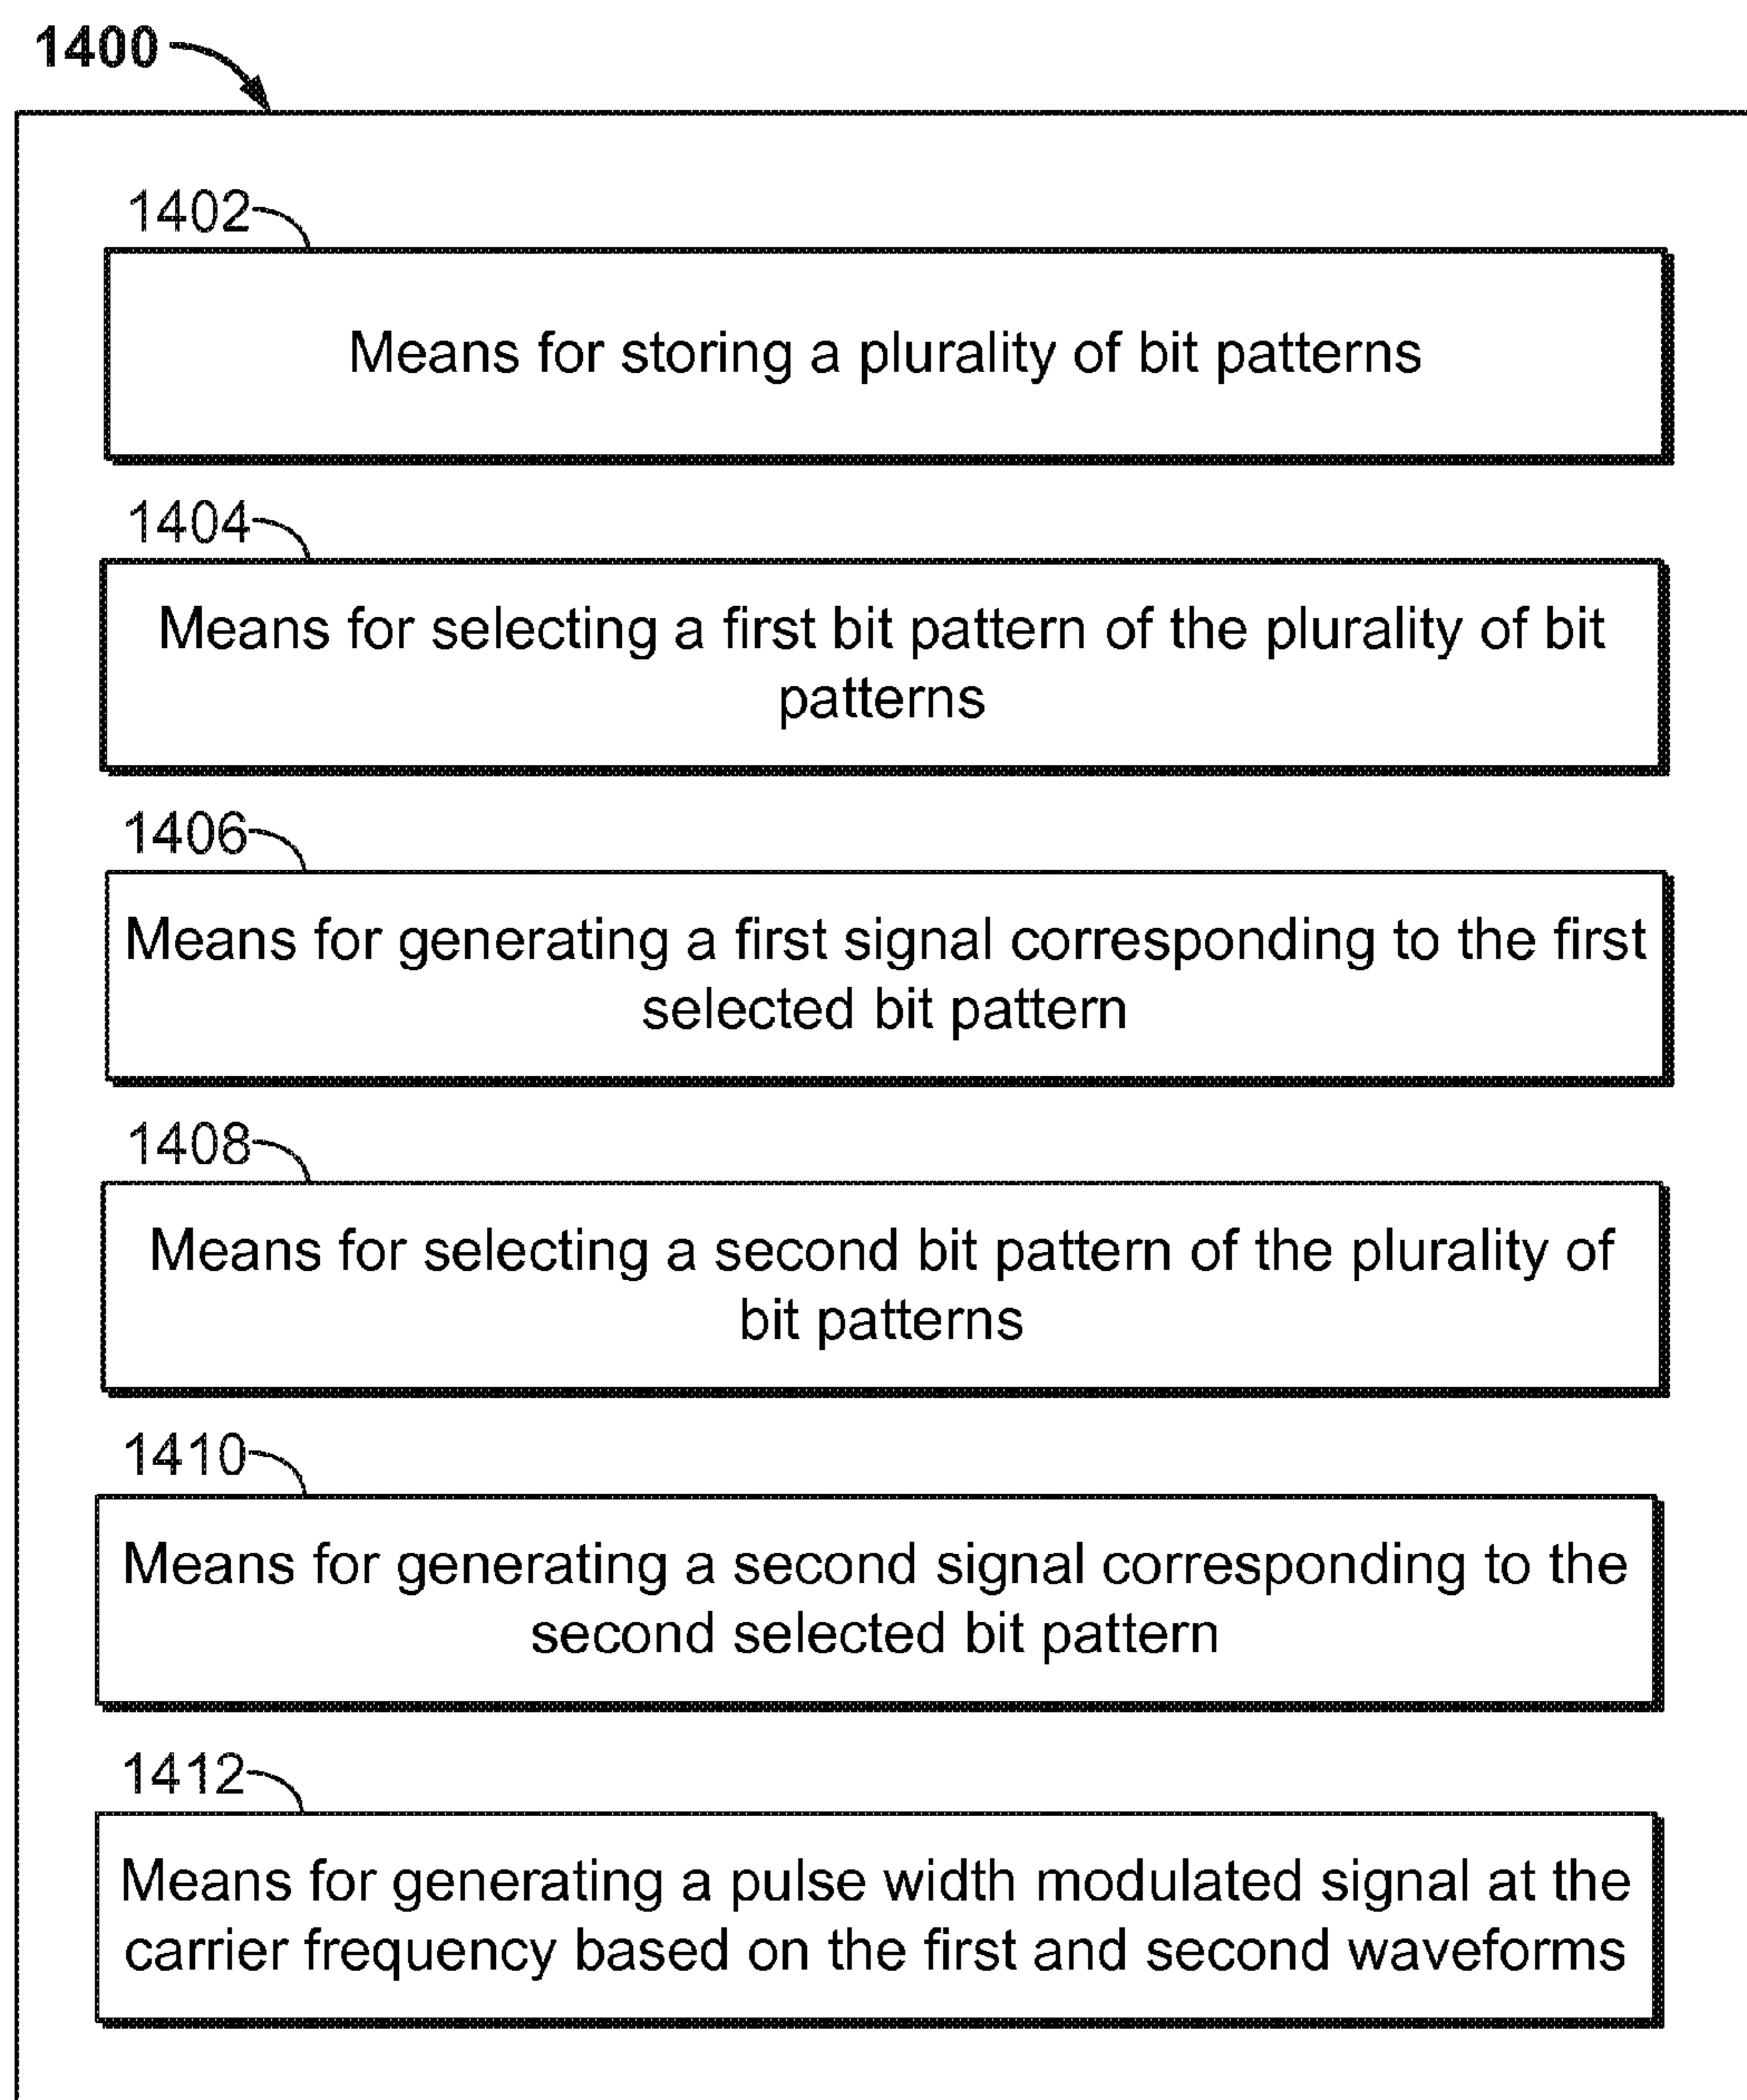 1400
1402
Means for storing a plurality of bit patterns
1404
Means for selecting a first bit pattern of the plurality of bit
patterns
1406
Means for generating a first signal corresponding to the first
selected bit pattern
1408
Means for selecting a second bit pattern of the plurality of
bit patterns
1410
Means for generating a second signal corresponding to the
second selected bit pattern
1412
Means for generating a pulse width modulated signal at the
carrier frequency based on the first and second waveforms